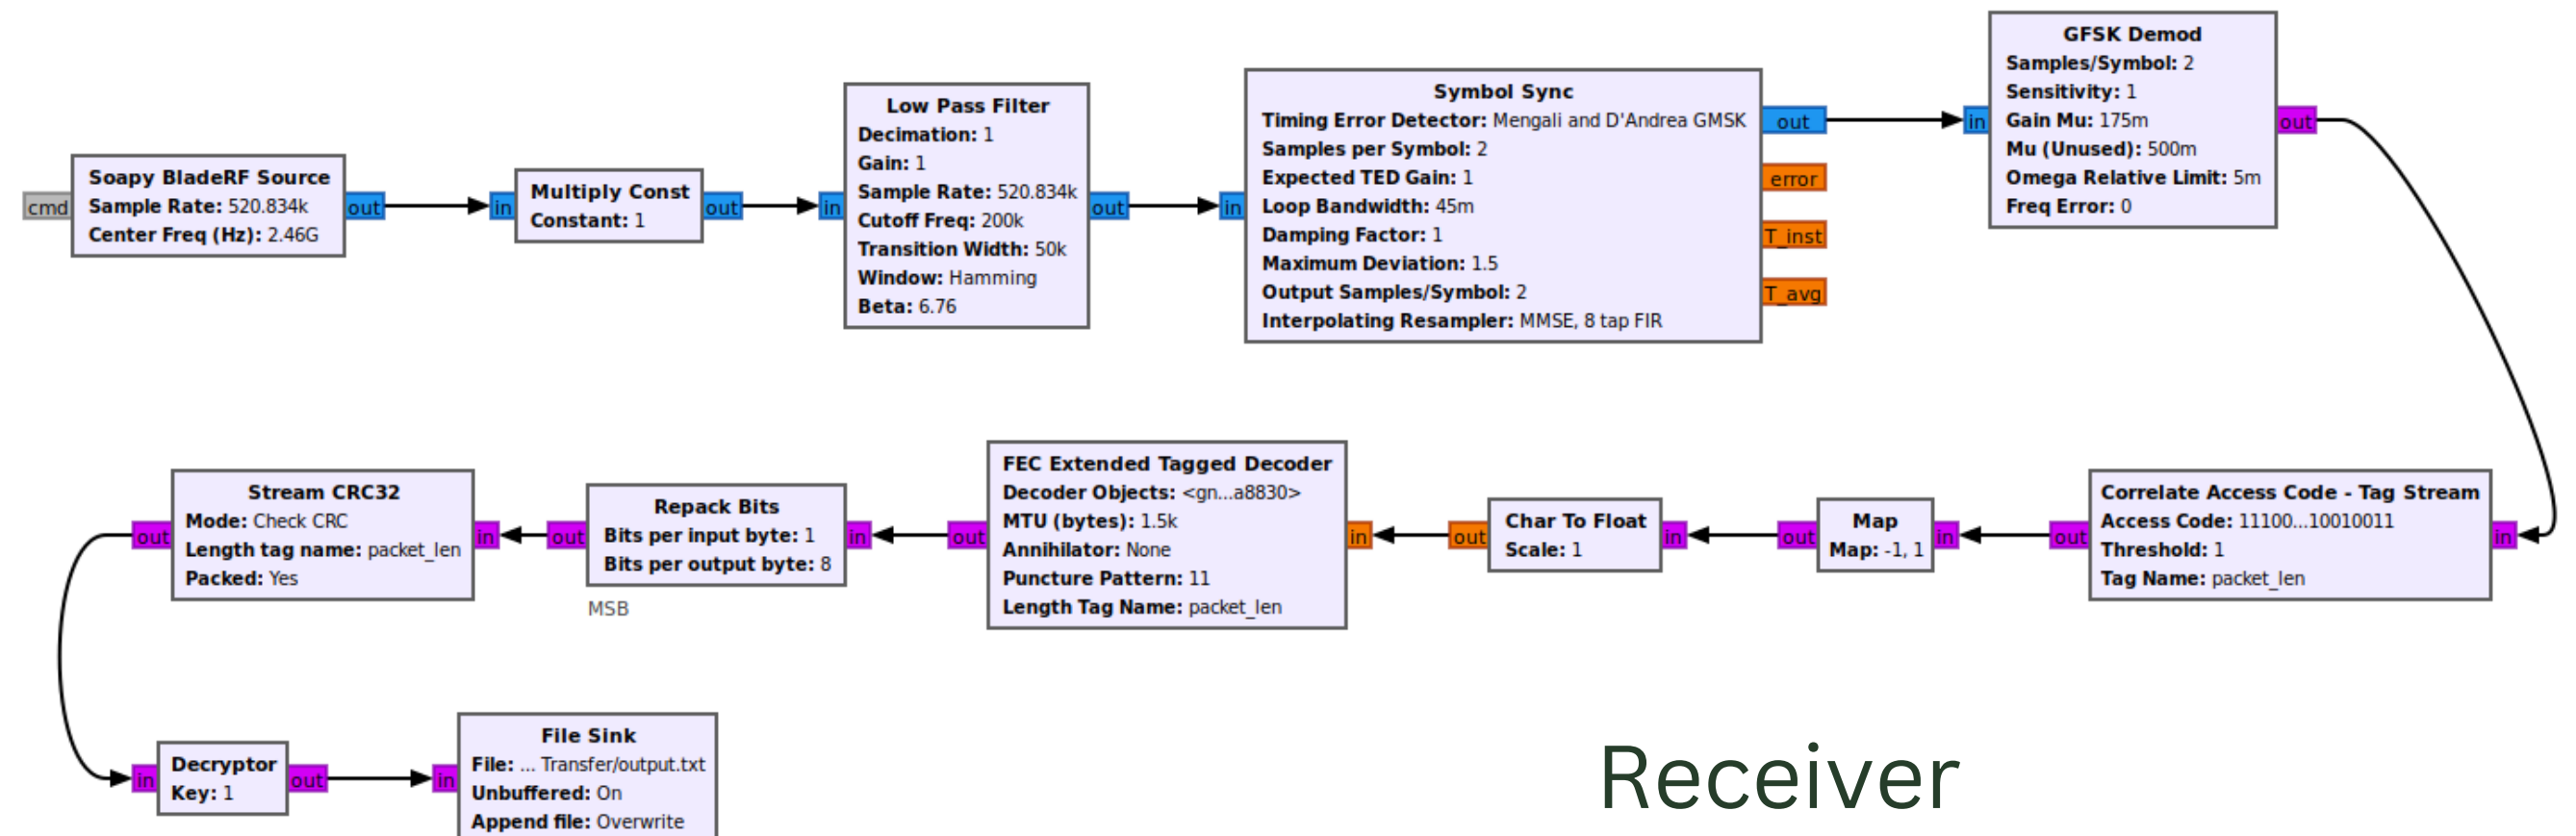 cmd
Soapy BladeRF Source
Sample Rate: 520.834k
Center Freq (Hz): 2.46G
out
in
Multiply Const
Constant: 1
out
in
Low Pass Filter
Decimation: 1
Gain: 1
Sample Rate: 520.834k
Cutoff Freq: 200k
Transition Width: 50k
Window: Hamming
Beta: 6.76
out
in
Symbol Sync
Timing Error Detector: Mengali and D'Andrea GMSK
Samples per Symbol: 2
Expected TED Gain: 1
Loop Bandwidth: 45m
Damping Factor: 1
Maximum Deviation: 1.5
Output Samples/Symbol: 2
Interpolating Resampler: MMSE, 8 tap FIR
out
error
T_inst
T_avg
in
GFSK Demod
Samples/Symbol: 2
Sensitivity: 1
Gain Mu: 175m
Mu (Unused): 500m
Omega Relative Limit: 5m
Freq Error: 0
out
in
Correlate Access Code - Tag Stream
Access Code: 11100...10010011
Threshold: 1
Tag Name: packet_len
out
in
Map
Map: -1, 1
out
in
Char To Float
Scale: 1
out
in
FEC Extended Tagged Decoder
Decoder Objects: <gn...a8830>
MTU (bytes): 1.5k
Annihilator: None
Puncture Pattern: 11
Length Tag Name: packet_len
out
in
Repack Bits
Bits per input byte: 1
Bits per output byte: 8
MSB
out
in
Stream CRC32
Mode: Check CRC
Length tag name: packet_len
Packed: Yes
out
in
Decryptor
Key: 1
out
in
File Sink
File: ... Transfer/output.txt
Unbuffered: On
Append file: Overwrite
Receiver